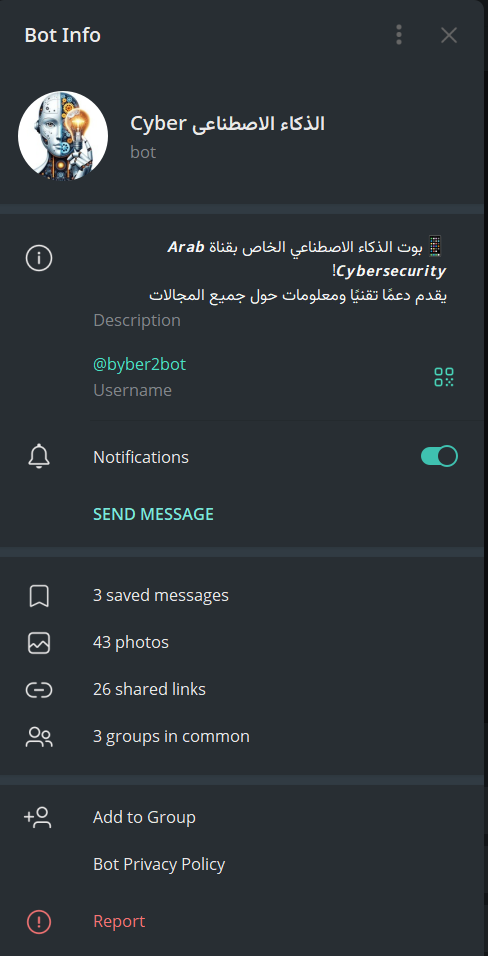 Bot Info
الذكاء الاصطناعى Cyber
bot
📱 بوت الذكاء الاصطناعي الخاص بقناة Arab
Cybersecurity!
يقدم دعمًا تقنيًا ومعلومات حول جميع المجالات
Description
@byber2bot
Username
Notifications
SEND MESSAGE
3 saved messages
43 photos
26 shared links
3 groups in common
Add to Group
Bot Privacy Policy
Report